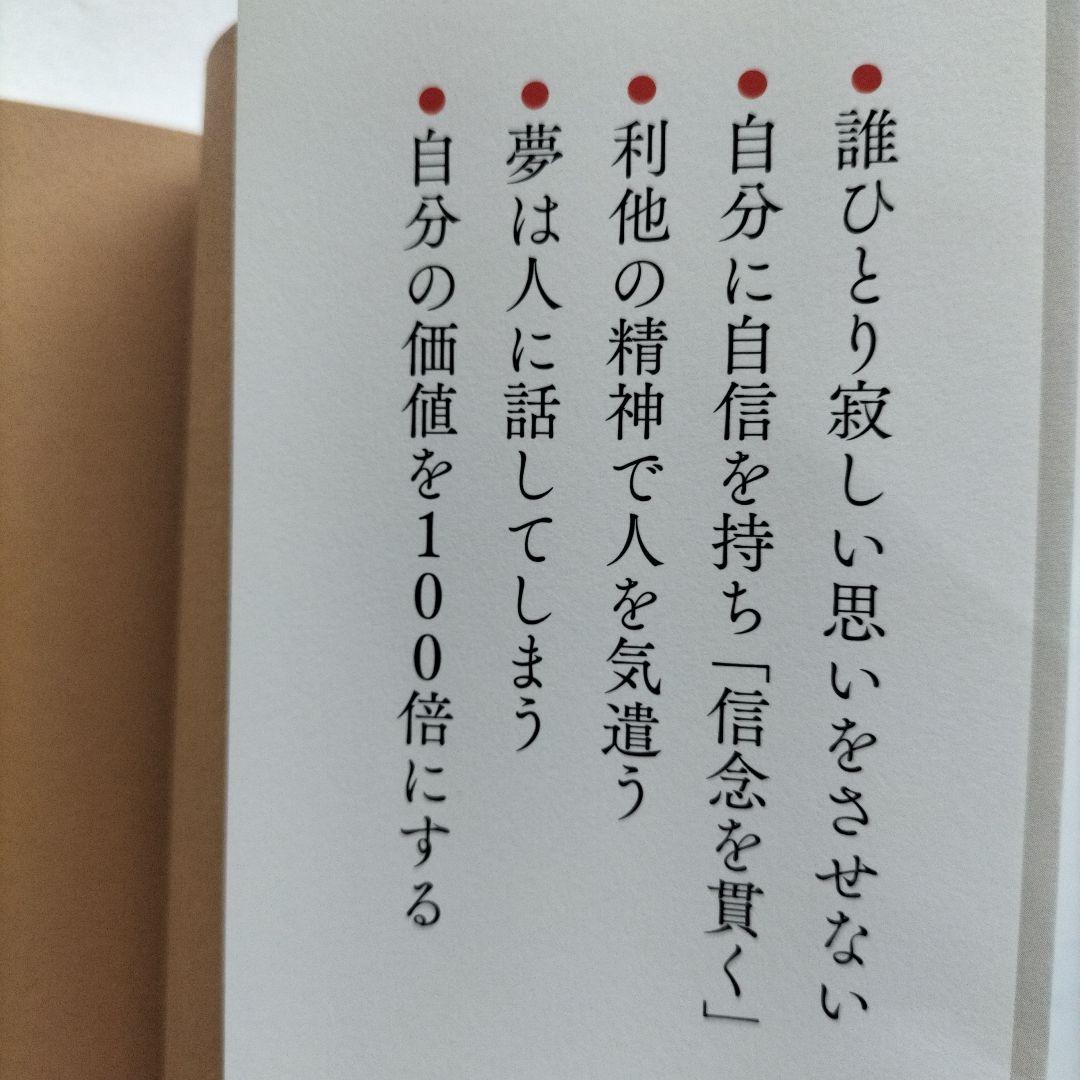 ●誰ひとり寂しい思いをさせない
●自分に自信を持ち「信念を貫く」
●利他の精神で人を気遣う
●夢は人に話してしまう
●自分の価値を100倍にする